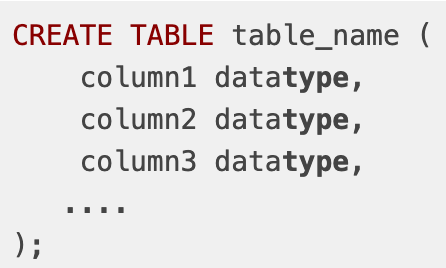 CREATE TABLE table_name (
    column1 datatype,
    column2 datatype,
    column3 datatype,
   ....
);